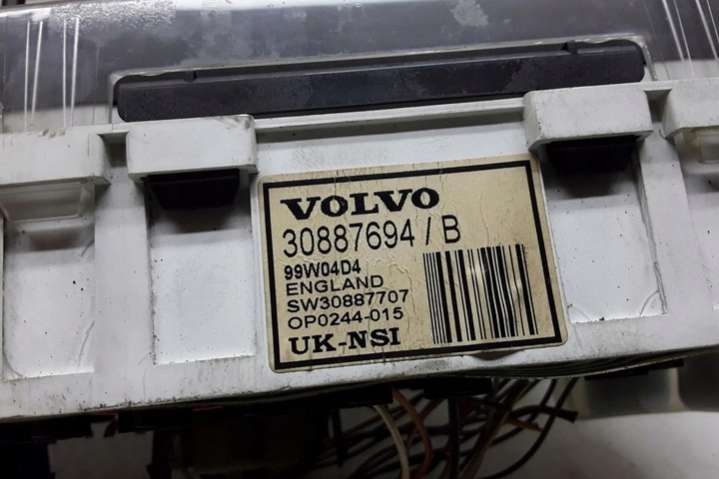 VOLVO
30887694 / B
99W04D4
ENGLAND
SW30887707
OP0244-015
UK-NSI